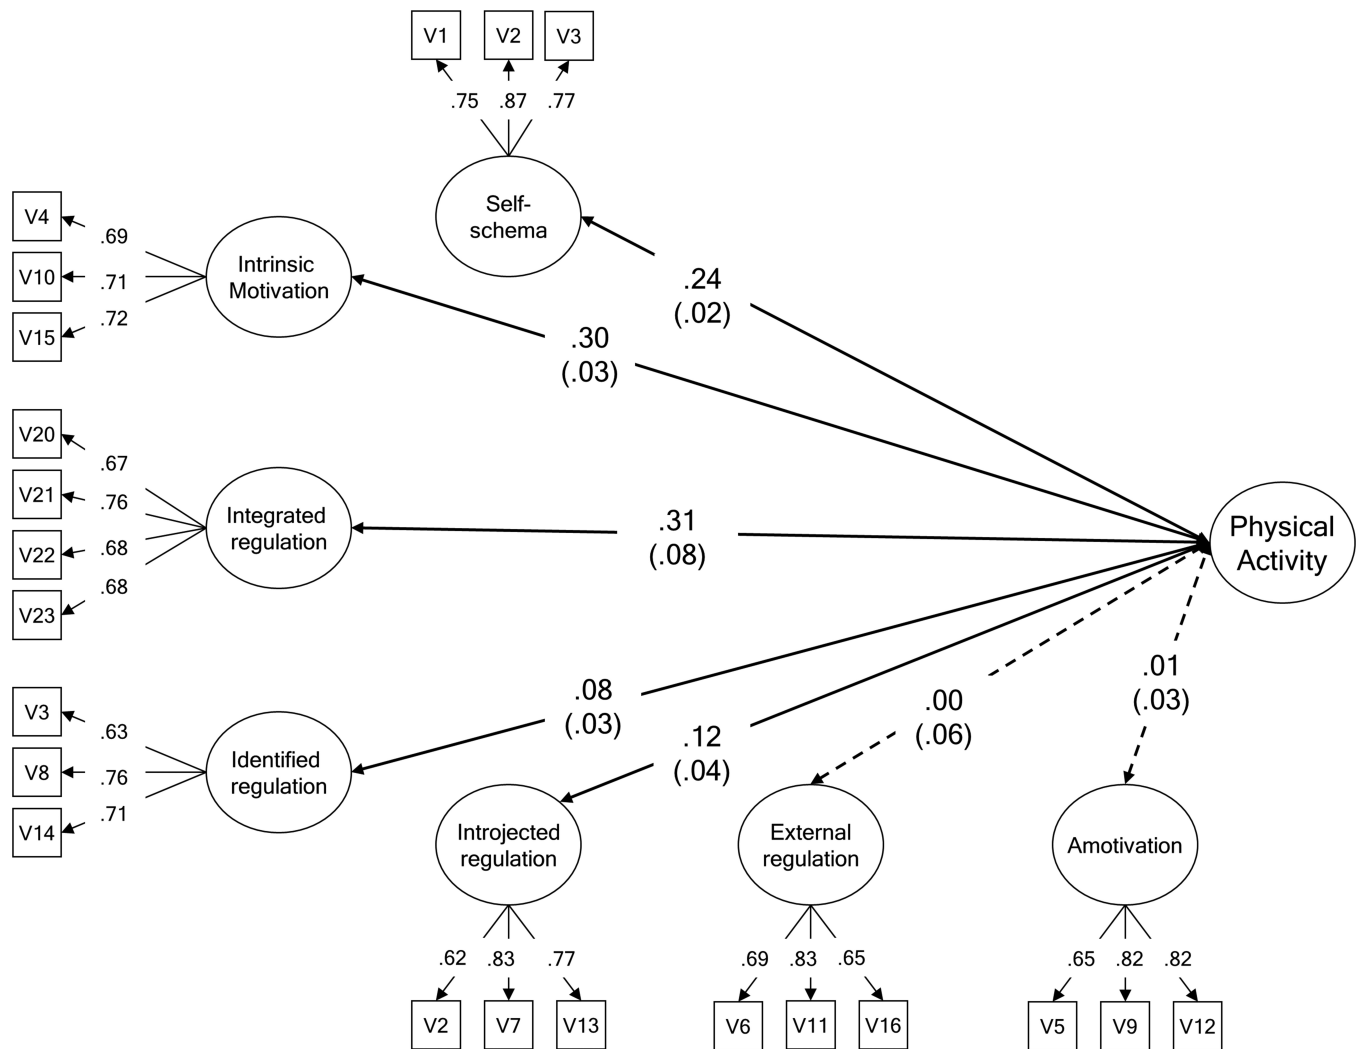 V1
V2
V3
.75
.87
.77
Self-
schema
V4
V10
V15
.69
.71
.72
Intrinsic
Motivation
.24
(.02)
.30
(.03)
V20
V21
V22
V23
.67
.76
.68
.68
Integrated
regulation
.31
(.08)
Physical
Activity
V3
V8
V14
.63
.76
.71
Identified
regulation
.08
(.03)
.12
(.04)
.00
(.06)
.01
(.03)
Introjected
regulation
External
regulation
Amotivation
.62
.83
.77
.69
.83
.65
.65
.82
.82
V2
V7
V13
V6
V11
V16
V5
V9
V12